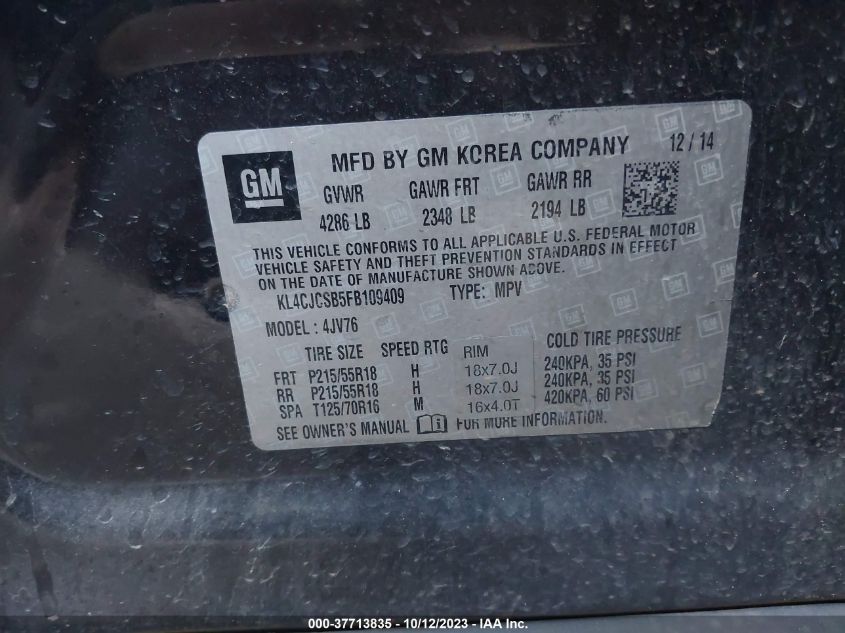 GM
MFD BY GM KOREA COMPANY 12/14
GVWR GAWR FRT GAWR RR
4286 LB 2348 LB 2194 LB
THIS VEHICLE CONFORMS TO ALL APPLICABLE U.S. FEDERAL MOTOR
VEHICLE SAFETY AND THEFT PREVENTION STANDARDS IN EFFECT
ON THE DATE OF MANUFACTURE SHOWN ABOVE.
KL4CJCSB5FB109409 TYPE: MPV
MODEL: 4JV76
TIRE SIZE SPEED RTG RIM COLD TIRE PRESSURE
FRT P215/55R18 H 18x7.0J 240KPA, 35 PSI
RR P215/55R18 H 18x7.0J 240KPA, 35 PSI
SPA T125/70R16 M 16x4.0T 420KPA, 60 PSI
SEE OWNER'S MANUAL FOR MORE INFORMATION.
000-37713835 - 10/12/2023 - IAA Inc.